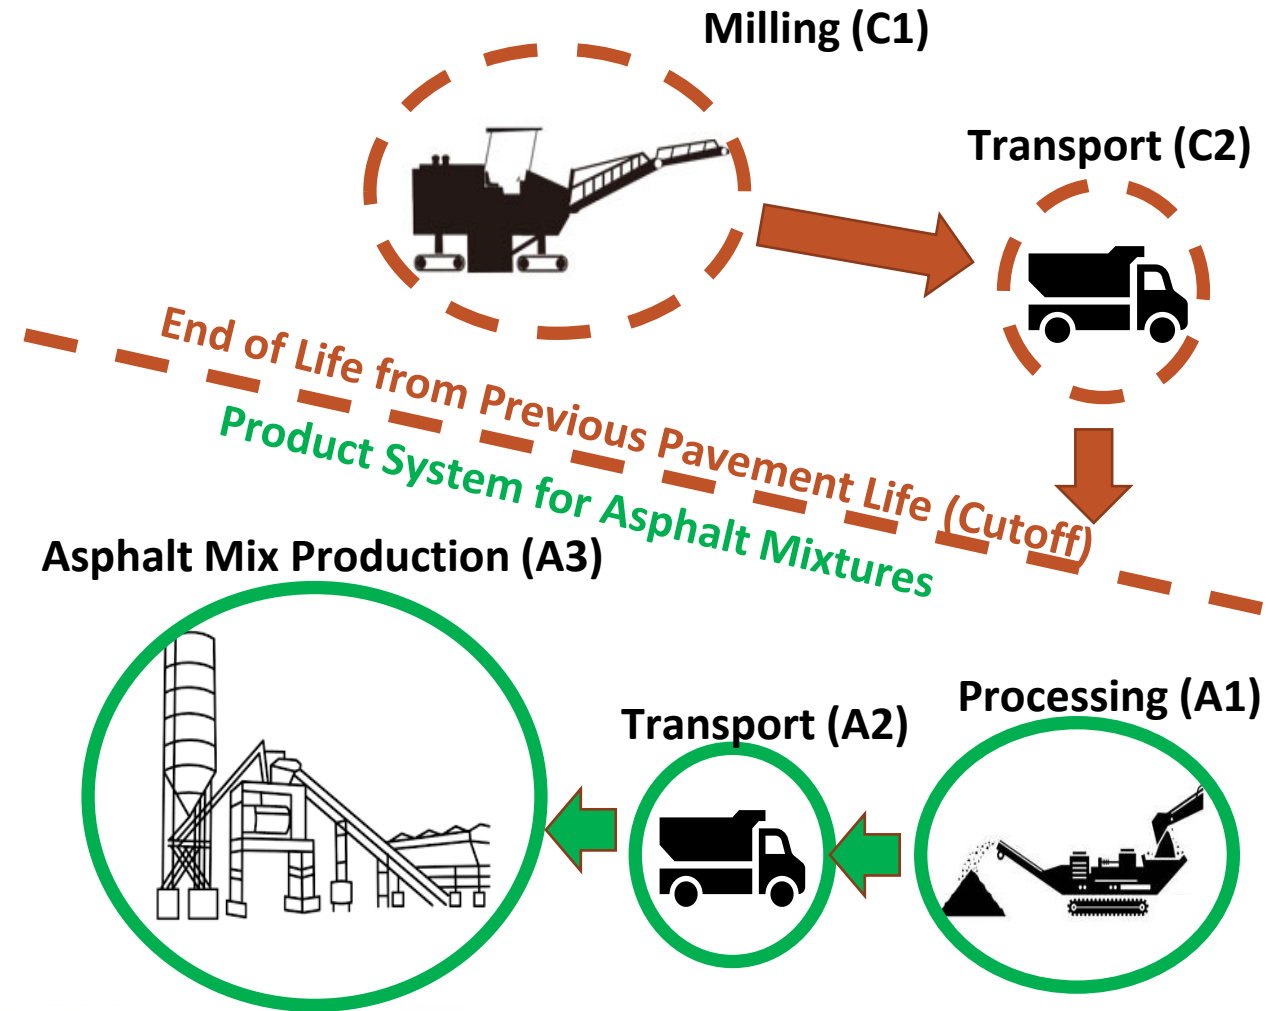 Milling (C1)
Transport (C2)
End of Life from Previous Pavement Life (Cutoff)
Product System for Asphalt Mixtures
Asphalt Mix Production (A3)
Transport (A2)
Processing (A1)